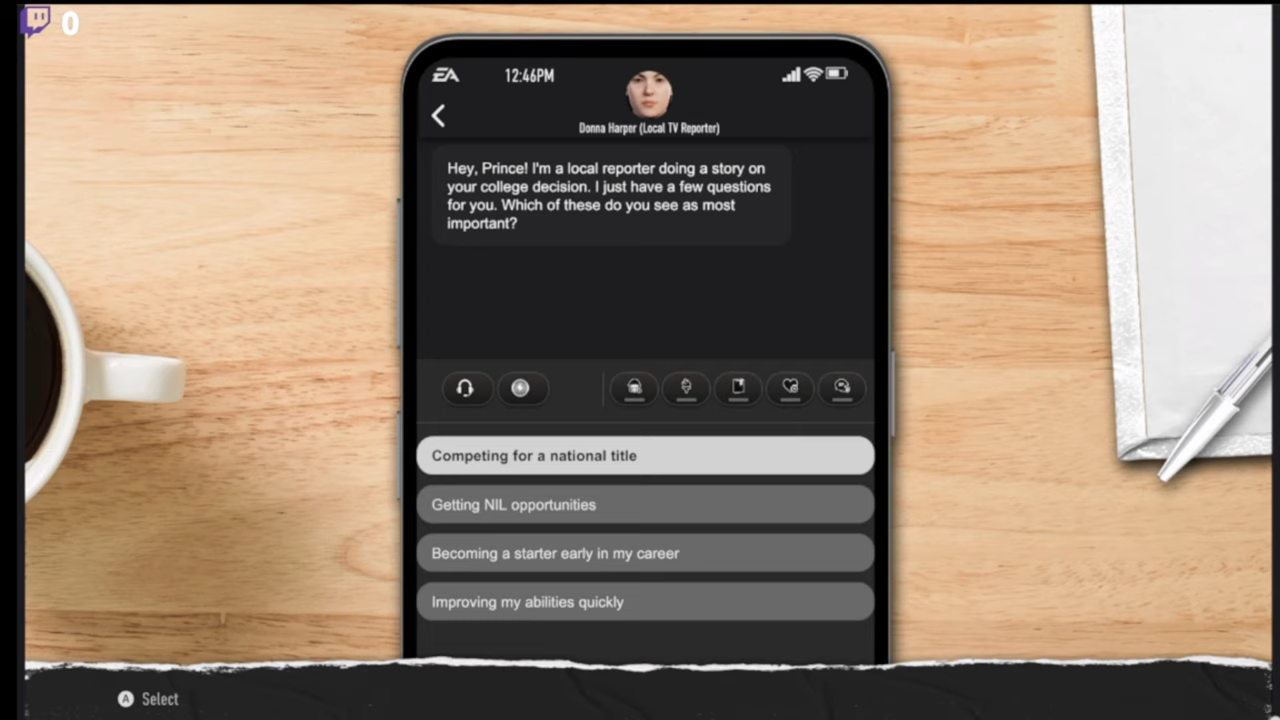 0
EA
12:46PM
Donna Harper (Local TV Reporter)
Hey, Prince! I'm a local reporter doing a story on
your college decision. I just have a few questions
for you. Which of these do you see as most
important?
Competing for a national title
Getting NIL opportunities
Becoming a starter early in my career
Improving my abilities quickly
A Select